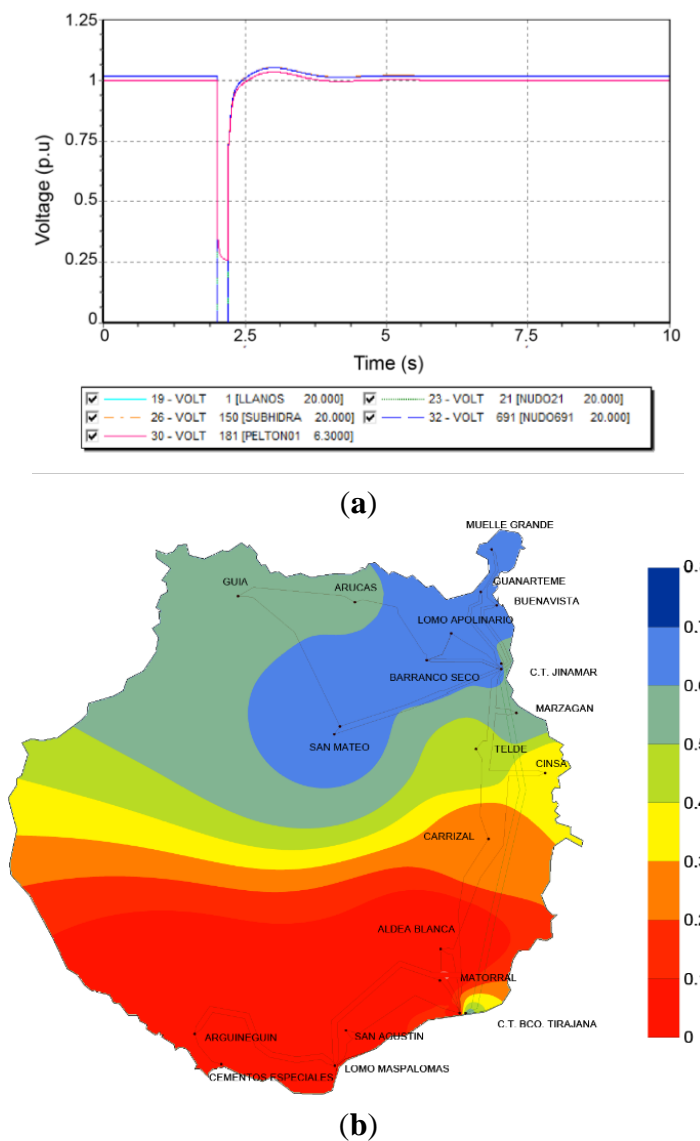 1.25
1
0.75
0.5
0.25
0
Voltage (p.u)
0 2.5 5 7.5 10
Time (s)
19 - VOLT 1 [LLANOS 20.000] 23 - VOLT 21 [NUDO21 20.000]
26 - VOLT 150 [SUBHIDRA 20.000] 32 - VOLT 691 [NUDO691 20.000]
30 - VOLT 181 [PELTON01 6.3000]
(a)
MUELLE GRANDE
GUIA
ARUCAS
GUANARTEME
BUENAVISTA
LOMO APOLINARIO
BARRANCO SECO
C.T. JINAMAR
MARZAGAN
SAN MATEO
TELDE
CINSA
CARRIZAL
ALDEA BLANCA
MATORRAL
C.T. BCO. TIRAJANA
ARGUINEGUIN
SAN AGUSTIN
CEMENTOS ESPECIALES
LOMO MASPALOMAS
0
(b)